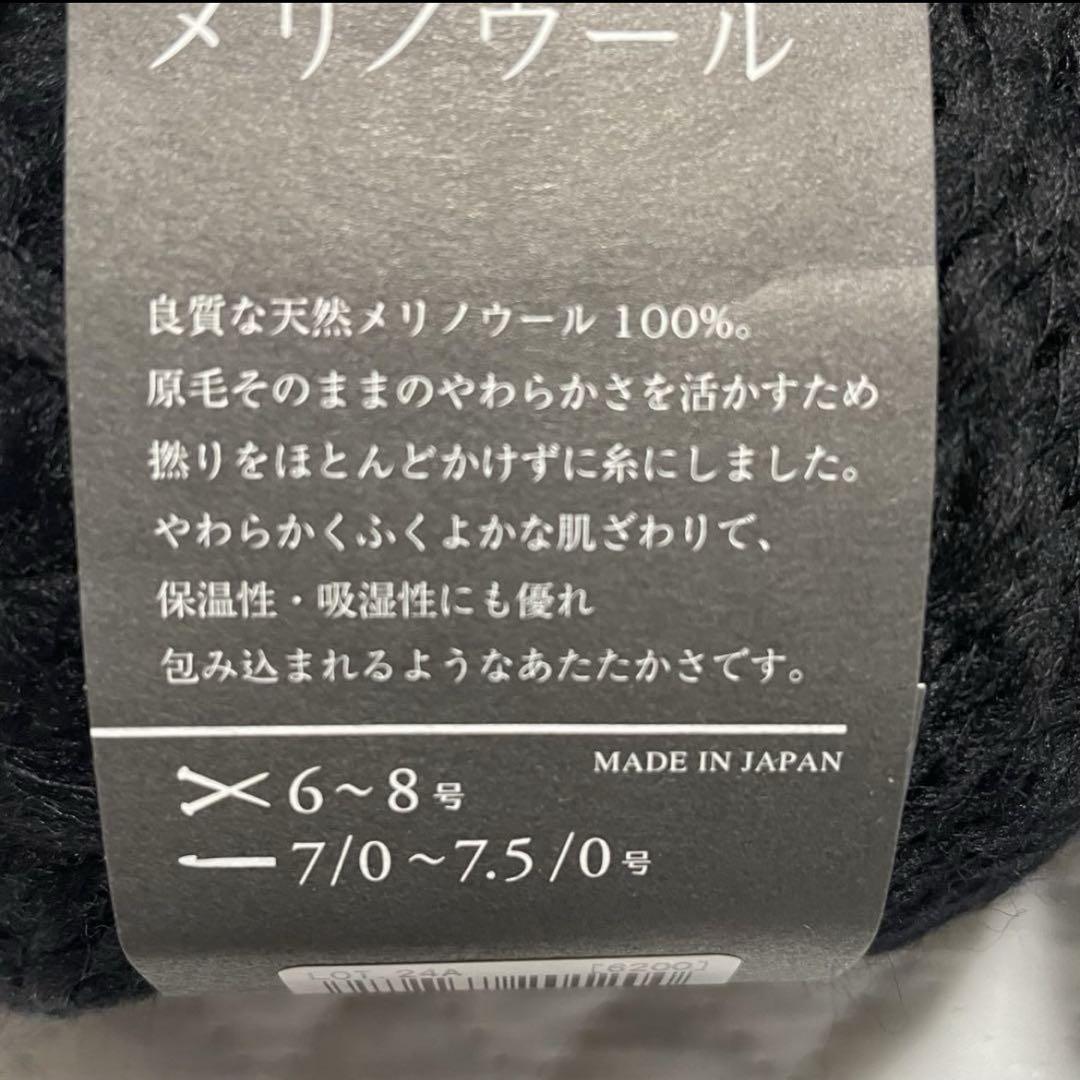 メリノウール
良質な天然メリノウール 100%。
原毛そのままのやわらかさを活かすため
撚りをほとんどかけずに糸にしました。
やわらかくふくよかな肌ざわりで、
保温性・吸湿性にも優れ
包み込まれるようなあたたかさです。
MADE IN JAPAN
6～8号
7/0～7.5/0号
LOT 24A [6200]